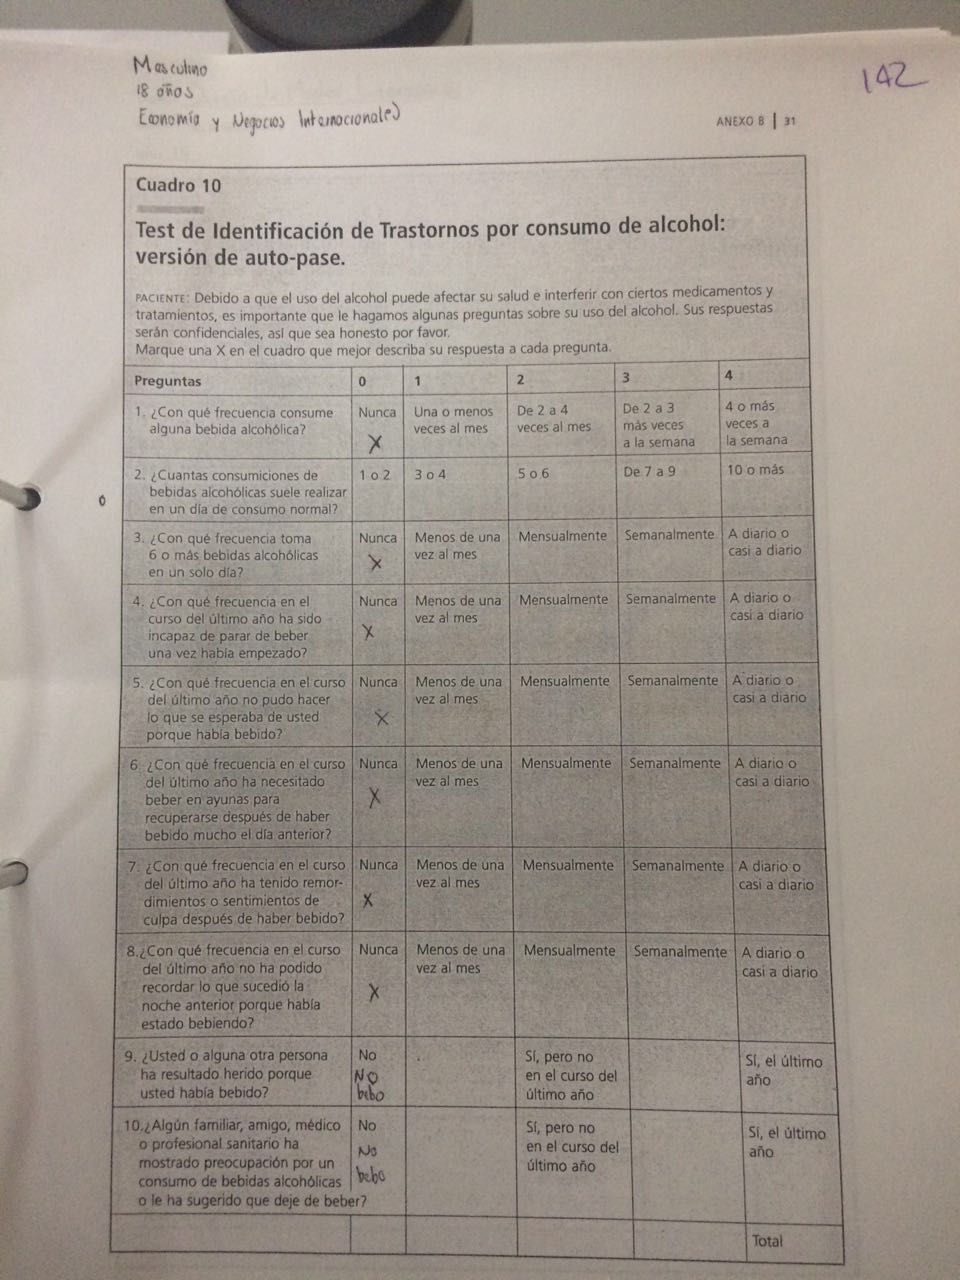 Masculino
18 años
Economía y Negocios Internacionales
142
ANEXO B | 31
Cuadro 10
Test de Identificación de Trastornos por consumo de alcohol:
versión de auto-pase.
PACIENTE: Debido a que el uso del alcohol puede afectar su salud e interferir con ciertos medicamentos y
tratamientos, es importante que le hagamos algunas preguntas sobre su uso del alcohol. Sus respuestas
serán confidenciales, así que sea honesto por favor.
Marque una X en el cuadro que mejor describa su respuesta a cada pregunta.
Preguntas 0 1 2 3 4
1. ¿Con qué frecuencia consume
alguna bebida alcohólica?
Nunca
X
Una o menos
veces al mes
De 2 a 4
veces al mes
De 2 a 3
más veces
a la semana
4 o más
veces a
la semana
0
2. ¿Cuantas consumiciones de
bebidas alcohólicas suele realizar
en un día de consumo normal?
1 o 2
3 o 4
5 o 6
De 7 a 9
10 o más
3. ¿Con qué frecuencia toma
6 o más bebidas alcohólicas
en un solo día?
Nunca
X
Menos de una
vez al mes
Mensualmente
Semanalmente
A diario o
casi a diario
4. ¿Con qué frecuencia en el
curso del último año ha sido
incapaz de parar de beber
una vez había empezado?
Nunca
X
Menos de una
vez al mes
Mensualmente
Semanalmente
A diario o
casi a diario
5. ¿Con qué frecuencia en el curso
del último año no pudo hacer
lo que se esperaba de usted
porque había bebido?
Nunca
X
Menos de una
vez al mes
Mensualmente
Semanalmente
A diario o
casi a diario
6. ¿Con qué frecuencia en el curso
del último año ha necesitado
beber en ayunas para
recuperarse después de haber
bebido mucho el día anterior?
Nunca
X
Menos de una
vez al mes
Mensualmente
Semanalmente
A diario o
casi a diario
7. ¿Con qué frecuencia en el curso
del último año ha tenido remor-
dimientos o sentimientos de
culpa después de haber bebido?
Nunca
X
Menos de una
vez al mes
Mensualmente
Semanalmente
A diario o
casi a diario
8.¿Con qué frecuencia en el curso
del último año no ha podido
recordar lo que sucedió la
noche anterior porque había
estado bebiendo?
Nunca
X
Menos de una
vez al mes
Mensualmente
Semanalmente
A diario o
casi a diario
9. ¿Usted o alguna otra persona
ha resultado herido porque
usted había bebido?
No
NO
bebo
Sí, pero no
en el curso del
último año
Sí, el último
año
10.¿Algún familiar, amigo, médico
o profesional sanitario ha
mostrado preocupación por un
consumo de bebidas alcohólicas
o le ha sugerido que deje de beber?
No
No
bebo
Sí, pero no
en el curso del
último año
Sí, el último
año
Total